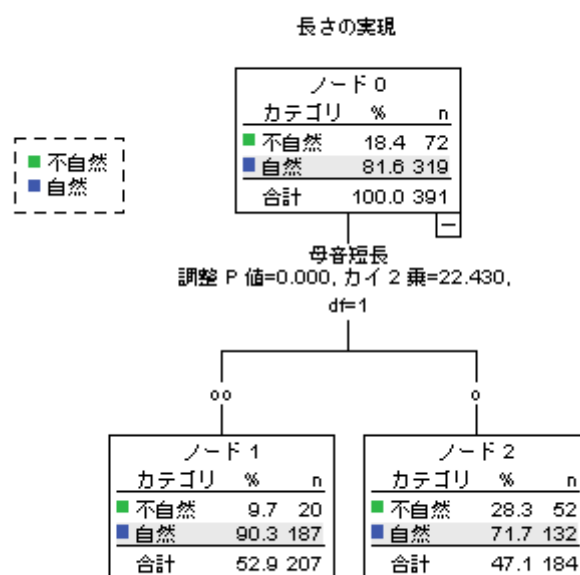 長さの実現
ノード 0
カテゴリ % n
不自然 18.4 72
自然 81.6 319
合計 100.0 391
不自然
自然
母音短長
調整 P 値=0.000, カイ 2 乗=22.430,
df=1
oo
o
ノード 1
カテゴリ % n
不自然 9.7 20
自然 90.3 187
合計 52.9 207
ノード 2
カテゴリ % n
不自然 28.3 52
自然 71.7 132
合計 47.1 184